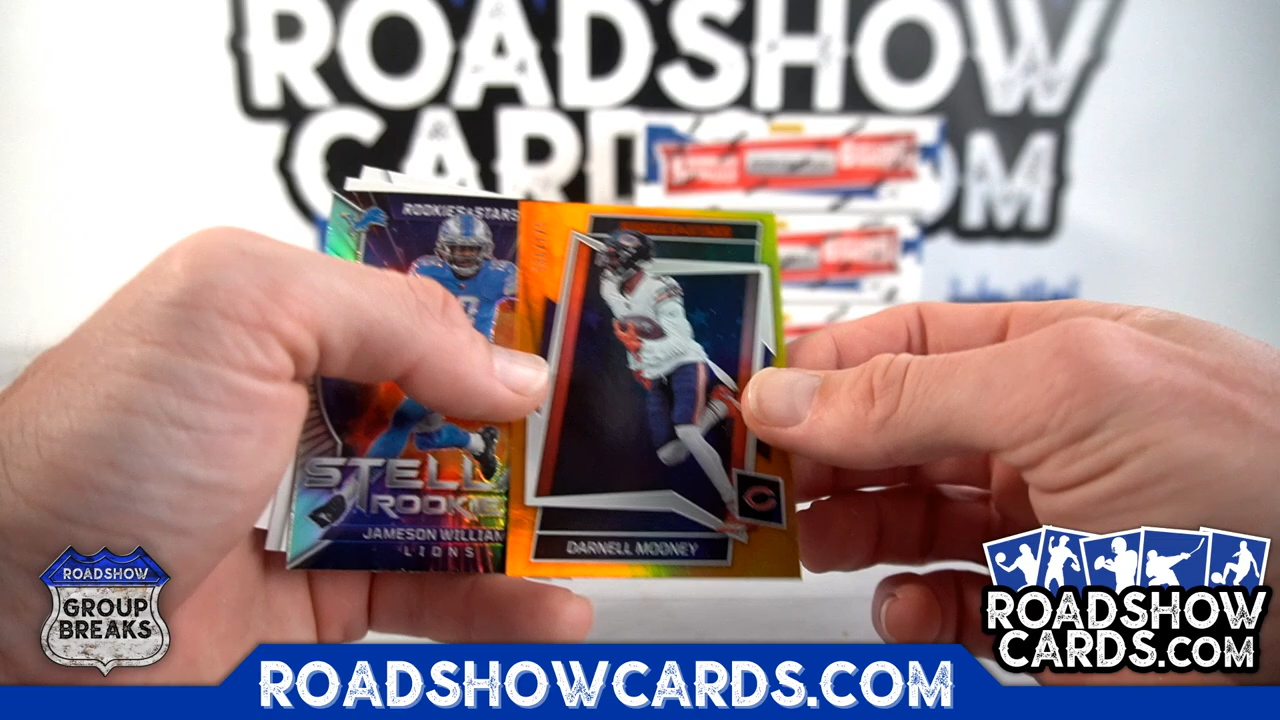 ROADSHOW
CARDS.COM
ROOKIES & STARS
STELL
ROOKIE
JAMESON WILLIAM
LIONS
DARNELL MOONEY
ROADSHOW
GROUP
BREAKS
ROADSHOW
CARDS.COM
ROADSHOWCARDS.COM